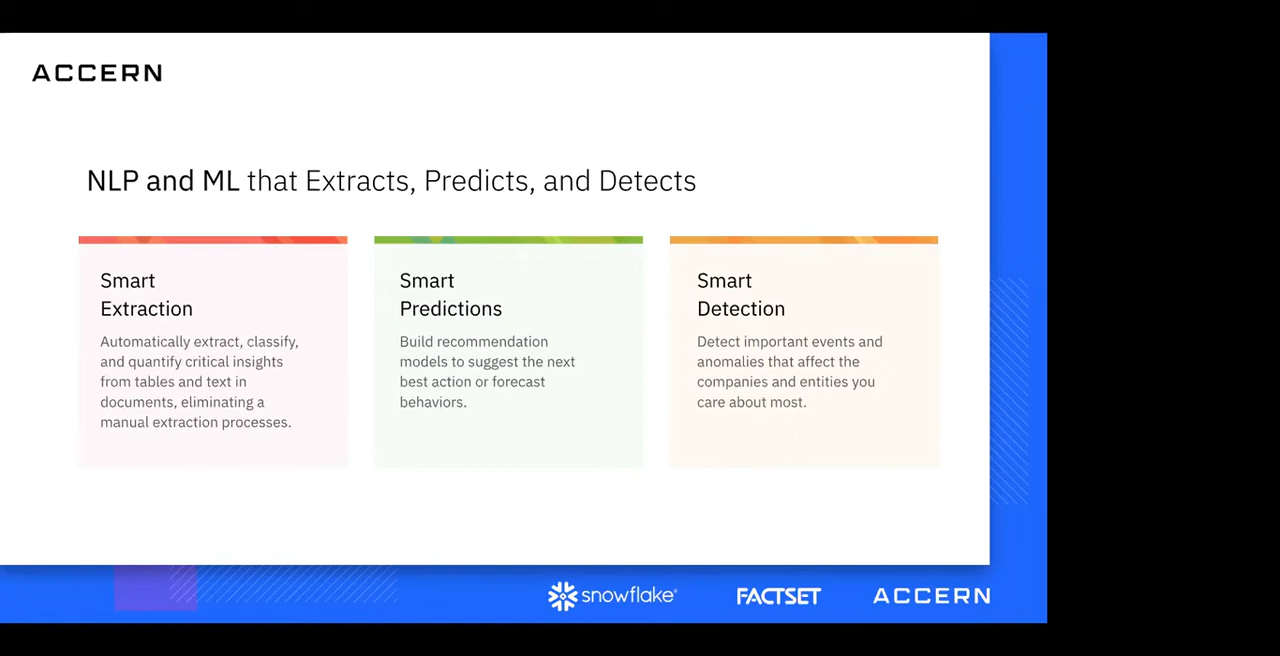 ACCERN
NLP and ML that Extracts, Predicts, and Detects
Smart
Extraction
Automatically extract, classify,
and quantify critical insights
from tables and text in
documents, eliminating a
manual extraction processes.
Smart
Predictions
Build recommendation
models to suggest the next
best action or forecast
behaviors.
Smart
Detection
Detect important events and
anomalies that affect the
companies and entities you
care about most.
snowflake® FACTSET ACCERN